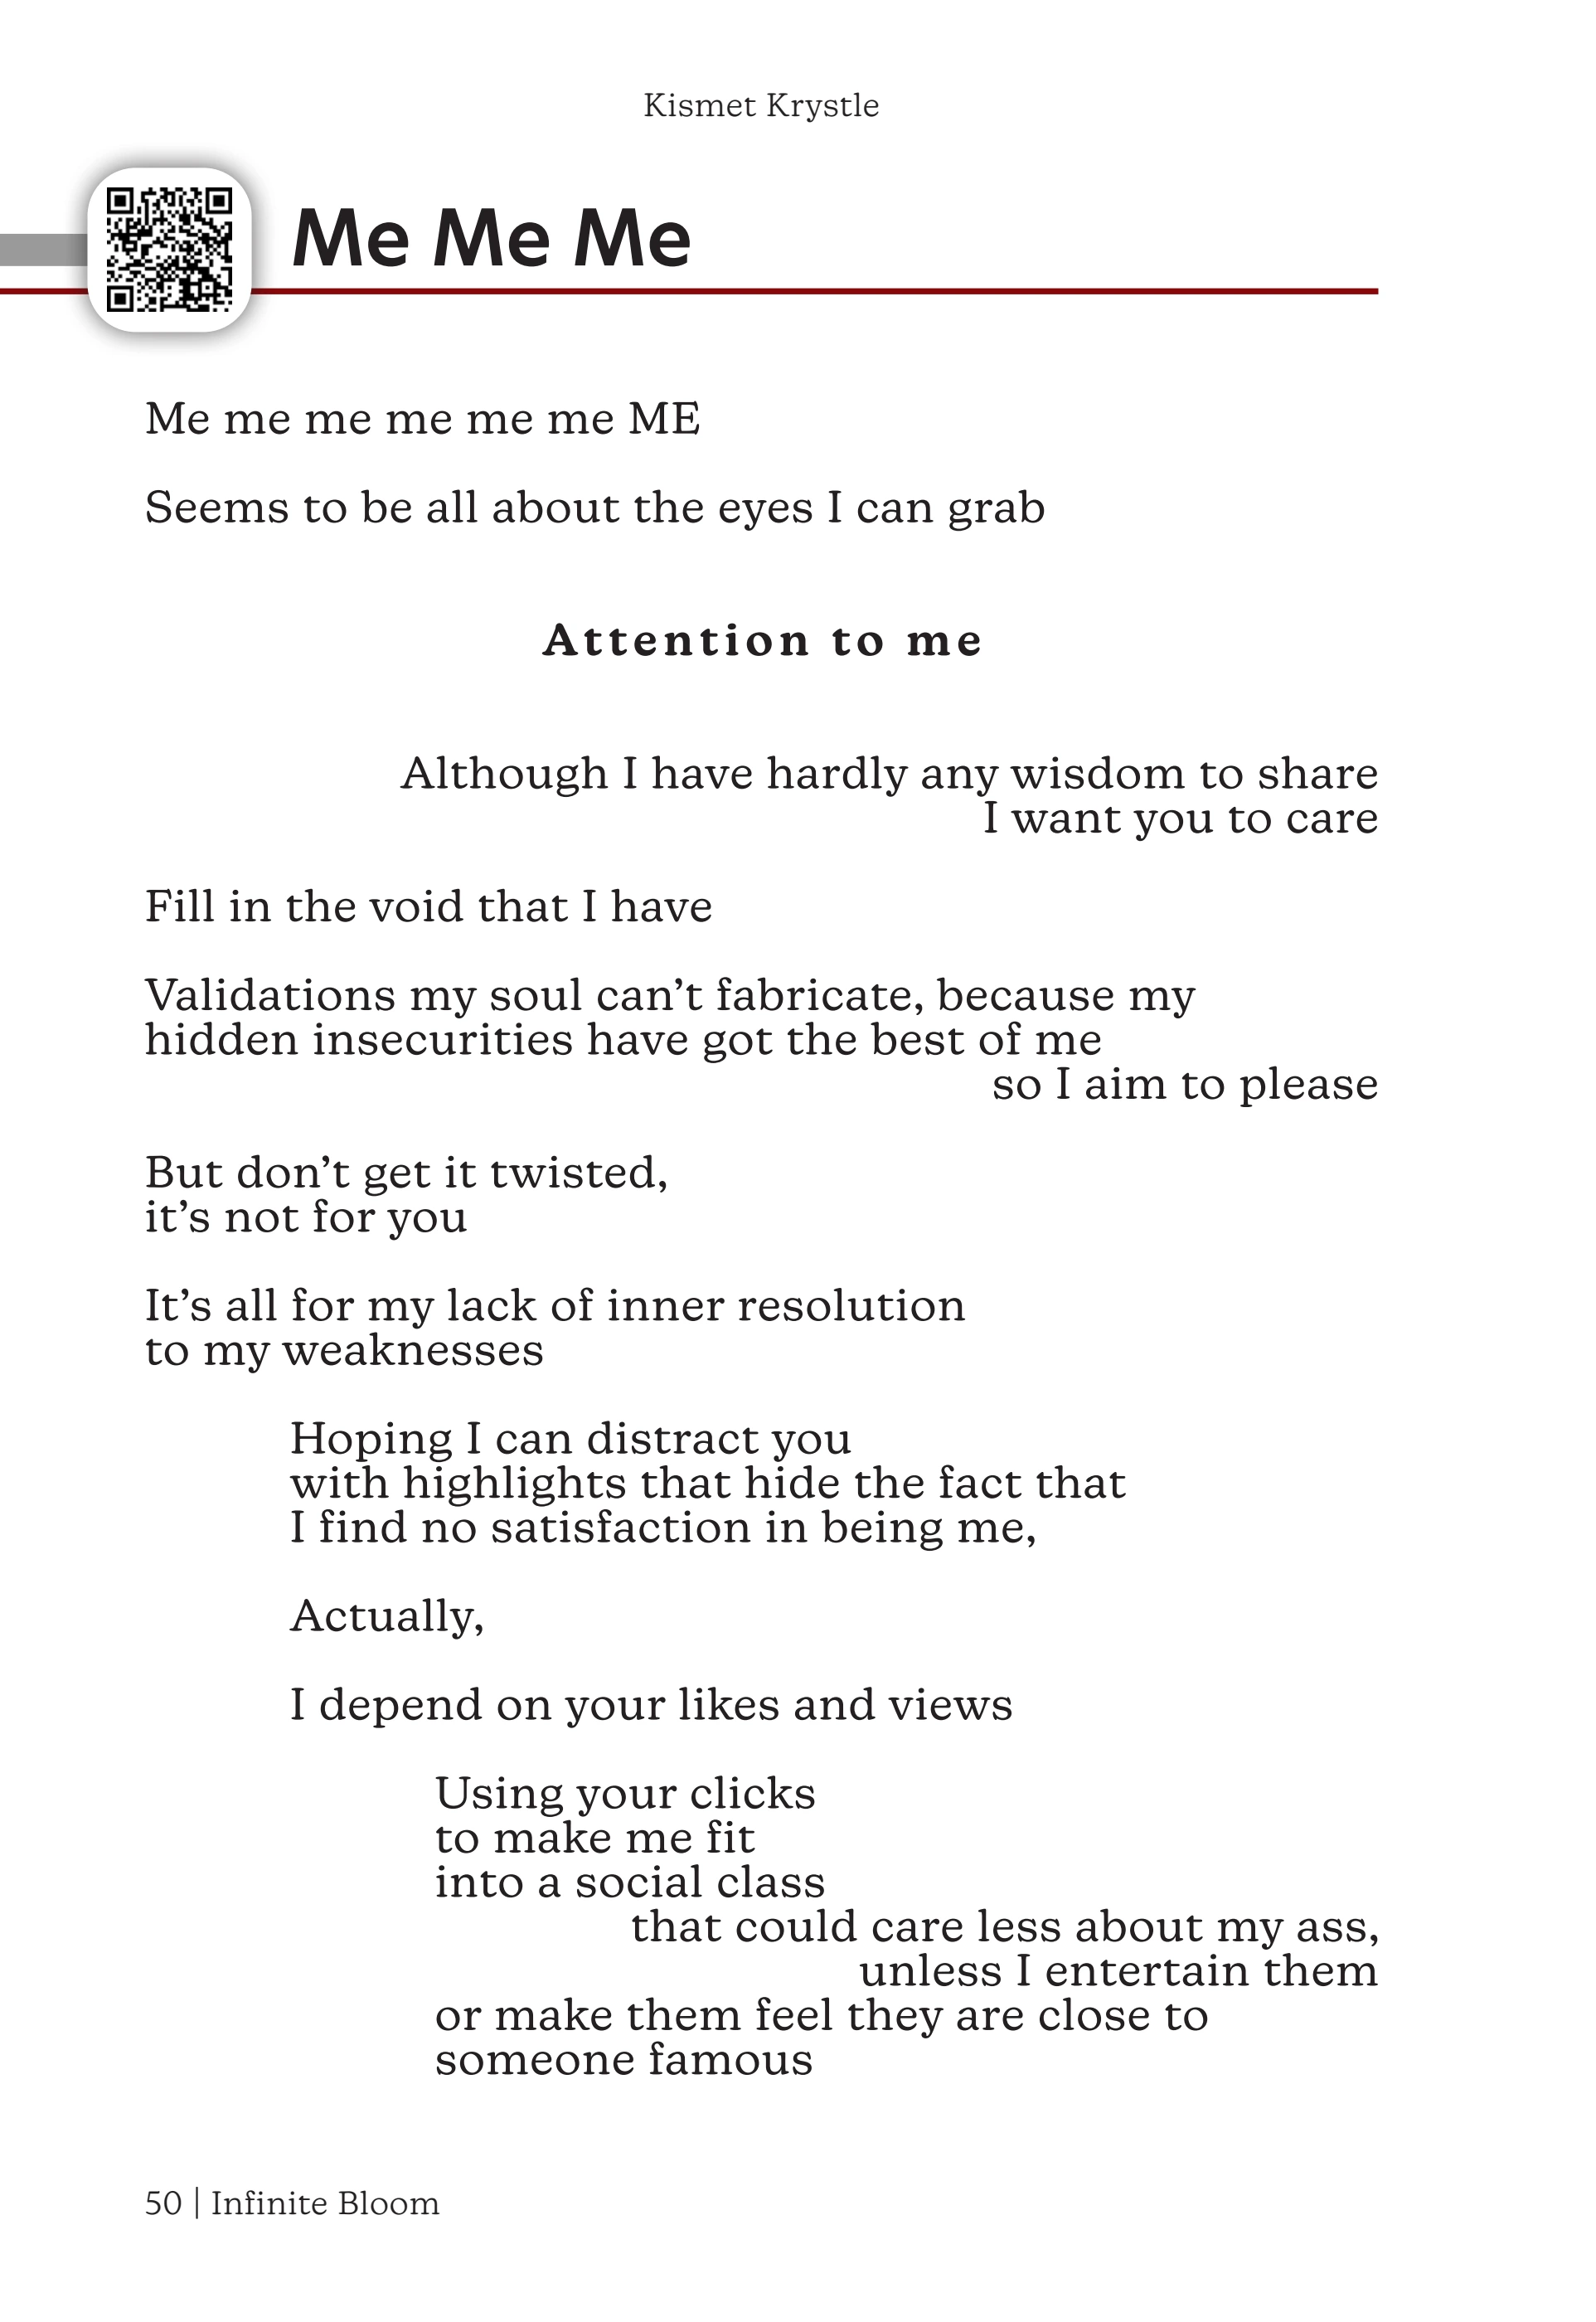 Kismet Krystle
Me Me Me
Me me me me me me ME
Seems to be all about the eyes I can grab
Attention to me
Although I have hardly any wisdom to share
I want you to care
Fill in the void that I have
Validations my soul can’t fabricate, because my
hidden insecurities have got the best of me
so I aim to please
But don’t get it twisted,
it’s not for you
It’s all for my lack of inner resolution
to my weaknesses
Hoping I can distract you
with highlights that hide the fact that
I find no satisfaction in being me,
Actually,
I depend on your likes and views
Using your clicks
to make me fit
into a social class
that could care less about my ass,
unless I entertain them
or make them feel they are close to
someone famous
50 | Infinite Bloom